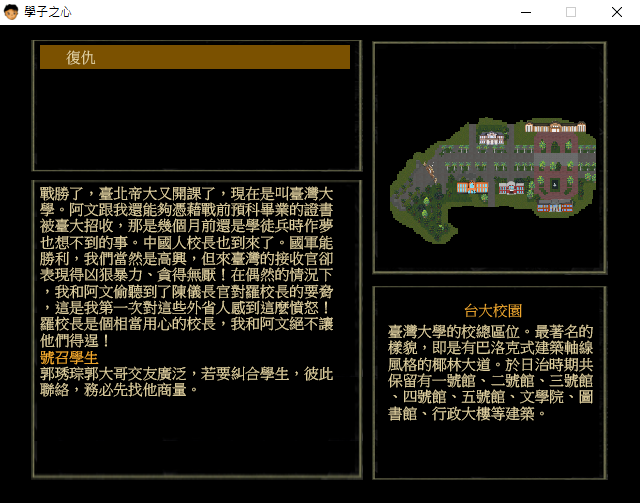 學子之心
復仇
戰勝了，臺北帝大又開課了，現在是叫臺灣大
學。阿文跟我還能夠憑藉戰前預科畢業的證書
被臺大招收，那是幾個月前還是學徒兵時作夢
也想不到的事。中國人校長也到來了。國軍能
勝利，我們當然是高興，但來臺灣的接收官卻
表現得凶狠暴力、貪得無厭！在偶然的情況下
，我和阿文偷聽到了陳儀長官對羅校長的要脅
，這是我第一次對這些外省人感到這麼憤怒！
羅校長是個相當用心的校長，我和阿文絕不讓
他們得逞！
號召學生
郭琇琮郭大哥交友廣泛，若要糾合學生，彼此
聯絡，務必先找他商量。
台大校園
臺灣大學的校總區位。最著名的
樣貌，即是有巴洛克式建築軸線
風格的椰林大道。於日治時期共
保留有一號館、二號館、三號館
、四號館、五號館、文學院、圖
書館、行政大樓等建築。